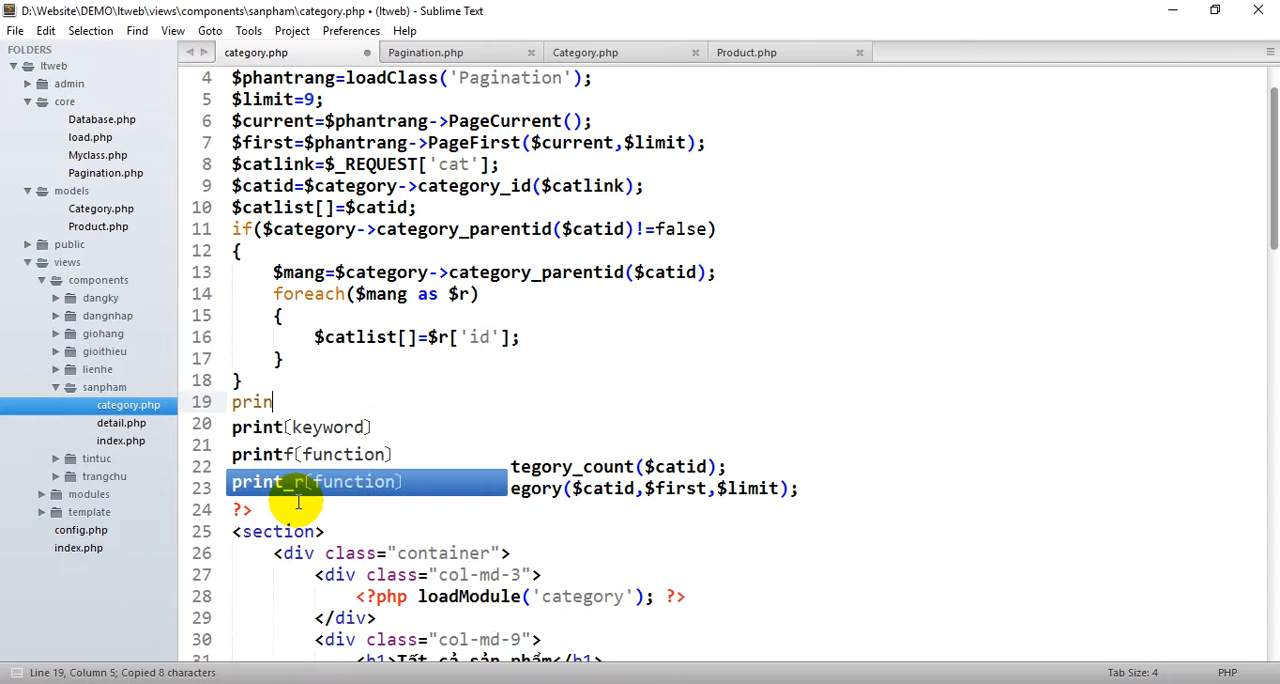 D:\Website\DEMO\ltweb\views\components\sanpham\category.php • (ltweb) - Sublime Text
File Edit Selection Find View Goto Tools Project Preferences Help
FOLDERS
ltweb
admin
core
Database.php
load.php
Myclass.php
Pagination.php
models
Category.php
Product.php
public
views
components
dangky
dangnhap
giohang
gioithieu
lienhe
sanpham
category.php
detail.php
index.php
tintuc
trangchu
modules
template
config.php
index.php
category.php Pagination.php Category.php Product.php
4 $phantrang=loadClass('Pagination');
5 $limit=9;
6 $current=$phantrang->PageCurrent();
7 $first=$phantrang->PageFirst($current,$limit);
8 $catlink=$_REQUEST['cat'];
9 $catid=$category->category_id($catlink);
10 $catlist[]=$catid;
11 if($category->category_parentid($catid)!=false)
12 {
13 $mang=$category->category_parentid($catid);
14 foreach($mang as $r)
15 {
16 $catlist[]=$r['id'];
17 }
18 }
19 prin
20 print(keyword)
21 printf(function)
22 tegory_count($catid);
print_r(function)
23 egory($catid,$first,$limit);
24 ?>
25 <section>
26 <div class="container">
27 <div class="col-md-3">
28 <?php loadModule('category'); ?>
29 </div>
30 <div class="col-md-9">
31 <h1>Tất cả sản phẩm</h1>
Line 19, Column 5; Copied 8 characters
Tab Size: 4
PHP